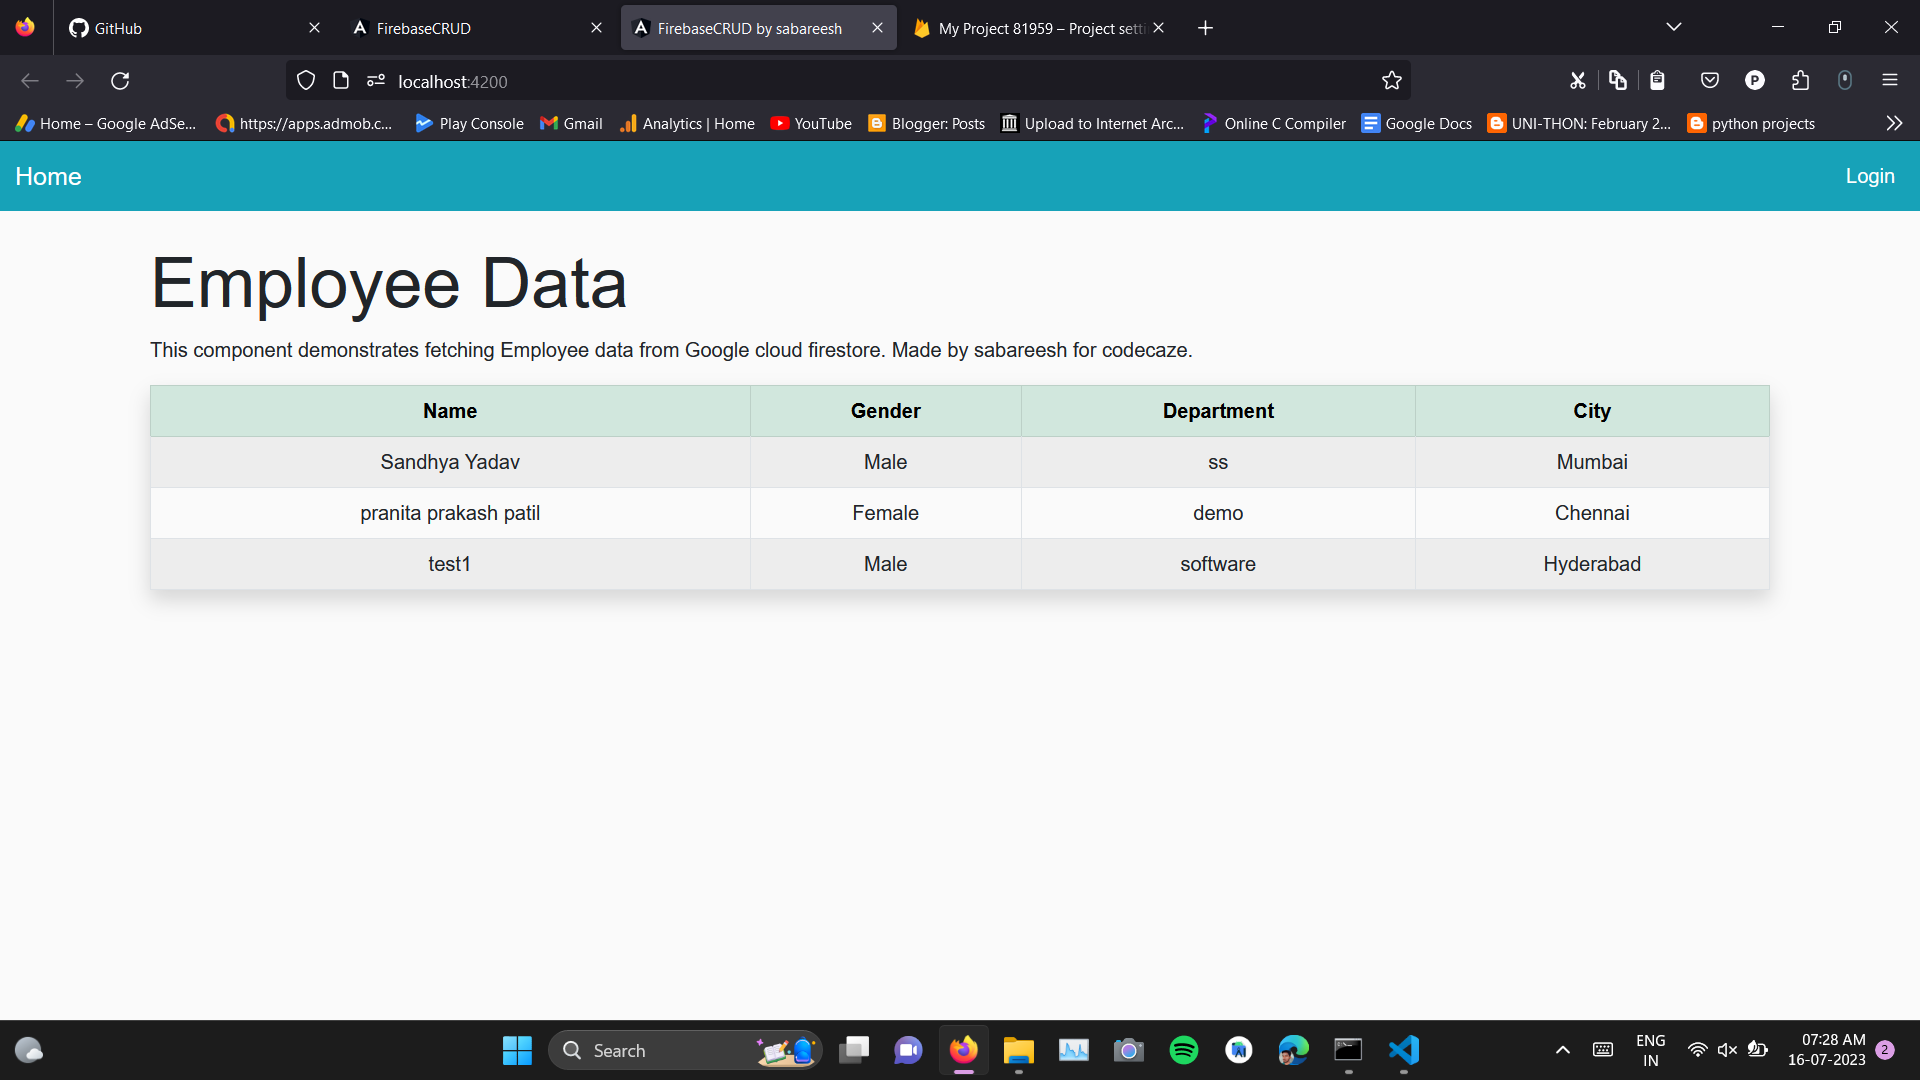 GitHub
FirebaseCRUD
FirebaseCRUD by sabareesh
My Project 81959 – Project setti
localhost:4200
Home – Google AdSe...
https://apps.admob.c...
Play Console
Gmail
Analytics | Home
YouTube
Blogger: Posts
Upload to Internet Arc...
Online C Compiler
Google Docs
UNI-THON: February 2...
python projects
Home
Login
Employee Data
This component demonstrates fetching Employee data from Google cloud firestore. Made by sabareesh for codecaze.
Name Gender Department City
Sandhya Yadav Male ss Mumbai
pranita prakash patil Female demo Chennai
test1 Male software Hyderabad
Search
ENG
IN
07:28 AM
16-07-2023
2